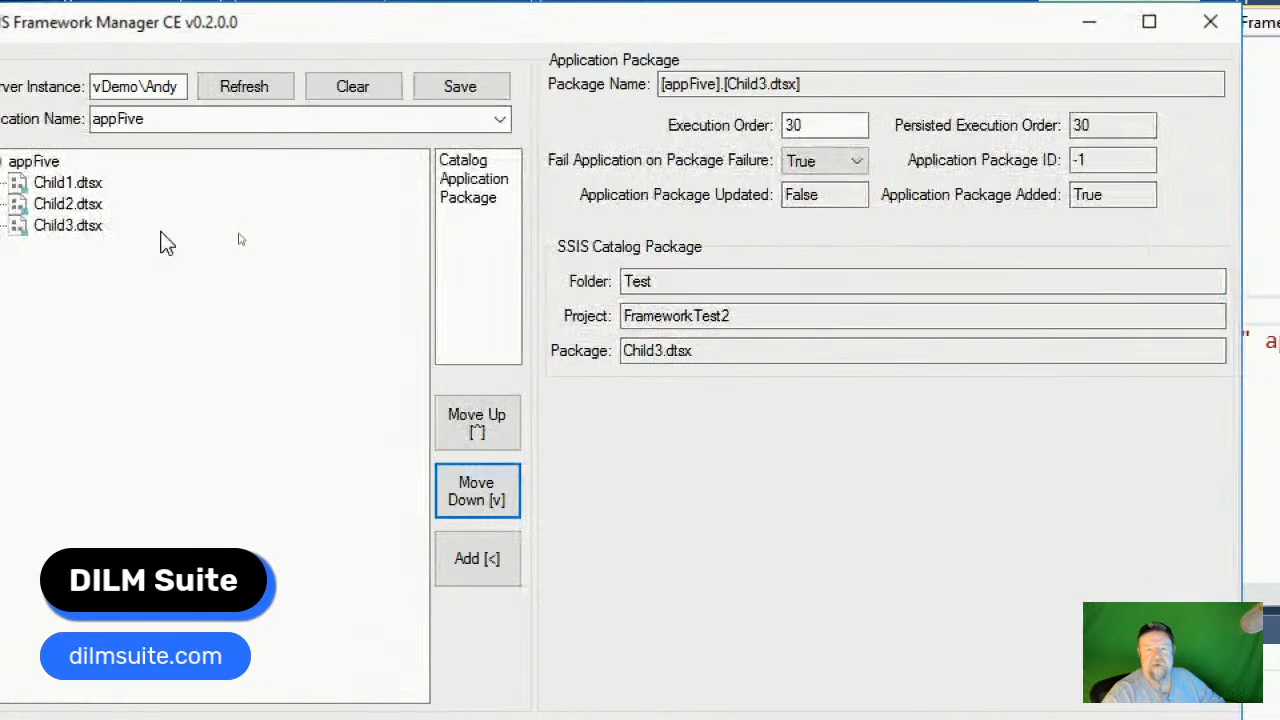 S Framework Manager CE v0.2.0.0
Frame
ver Instance: vDemo\Andy Refresh Clear Save
cation Name: appFive
appFive
Child1.dtsx
Child2.dtsx
Child3.dtsx
Catalog
Application
Package
Move Up
[^]
Move
Down [v]
Add [<]
Application Package
Package Name: [appFive].[Child3.dtsx]
Execution Order: 30 Persisted Execution Order: 30
Fail Application on Package Failure: True Application Package ID: -1
Application Package Updated: False Application Package Added: True
SSIS Catalog Package
Folder: Test
Project: FrameworkTest2
Package: Child3.dtsx
" ap
DILM Suite
dilmsuite.com